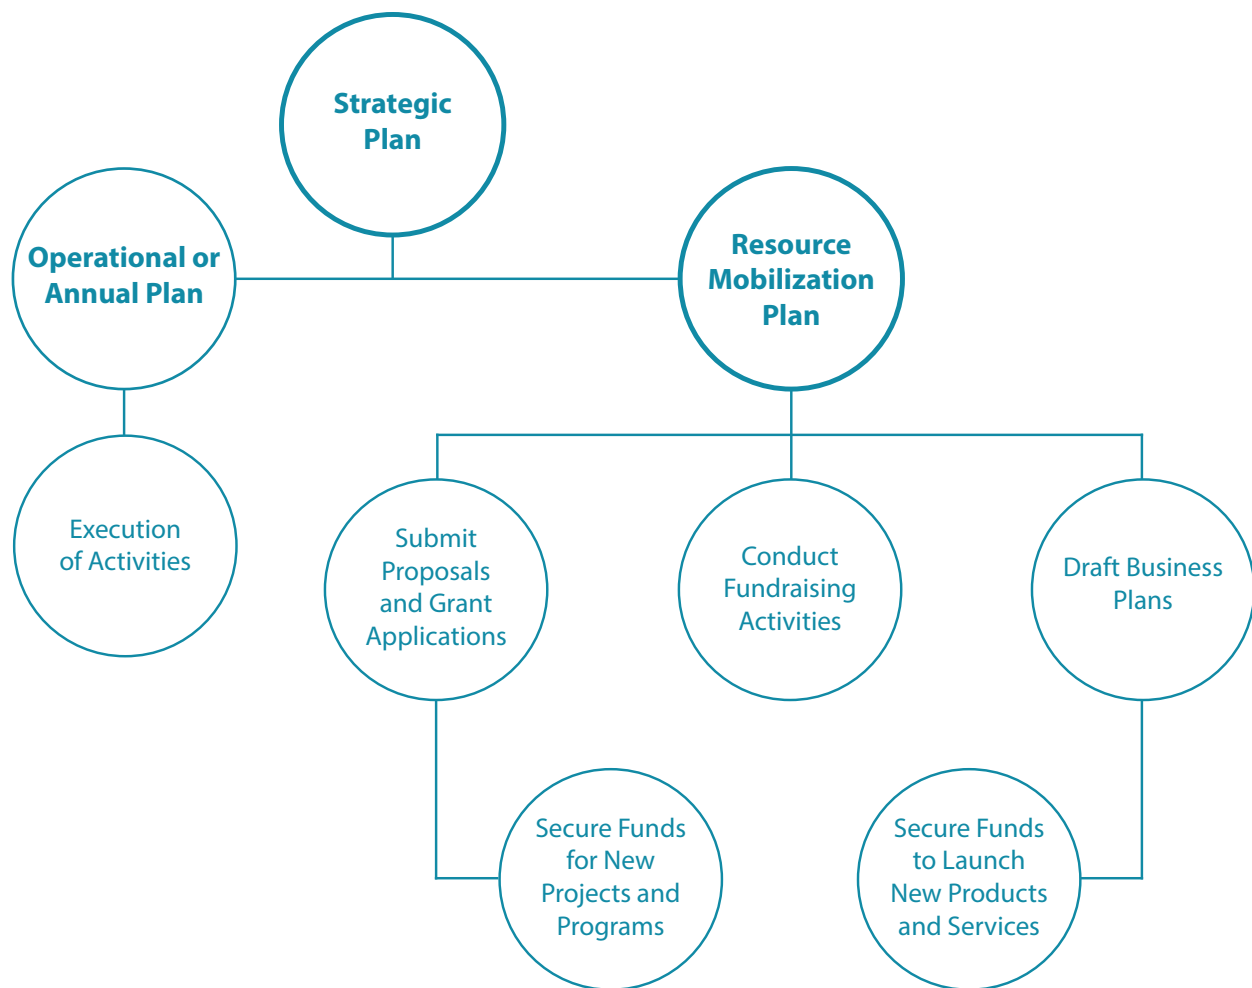 Strategic
Plan
Operational or
Annual Plan
Resource
Mobilization
Plan
Execution
of Activities
Submit
Proposals
and Grant
Applications
Conduct
Fundraising
Activities
Draft Business
Plans
Secure Funds
for New
Projects and
Programs
Secure Funds
to Launch
New Products
and Services